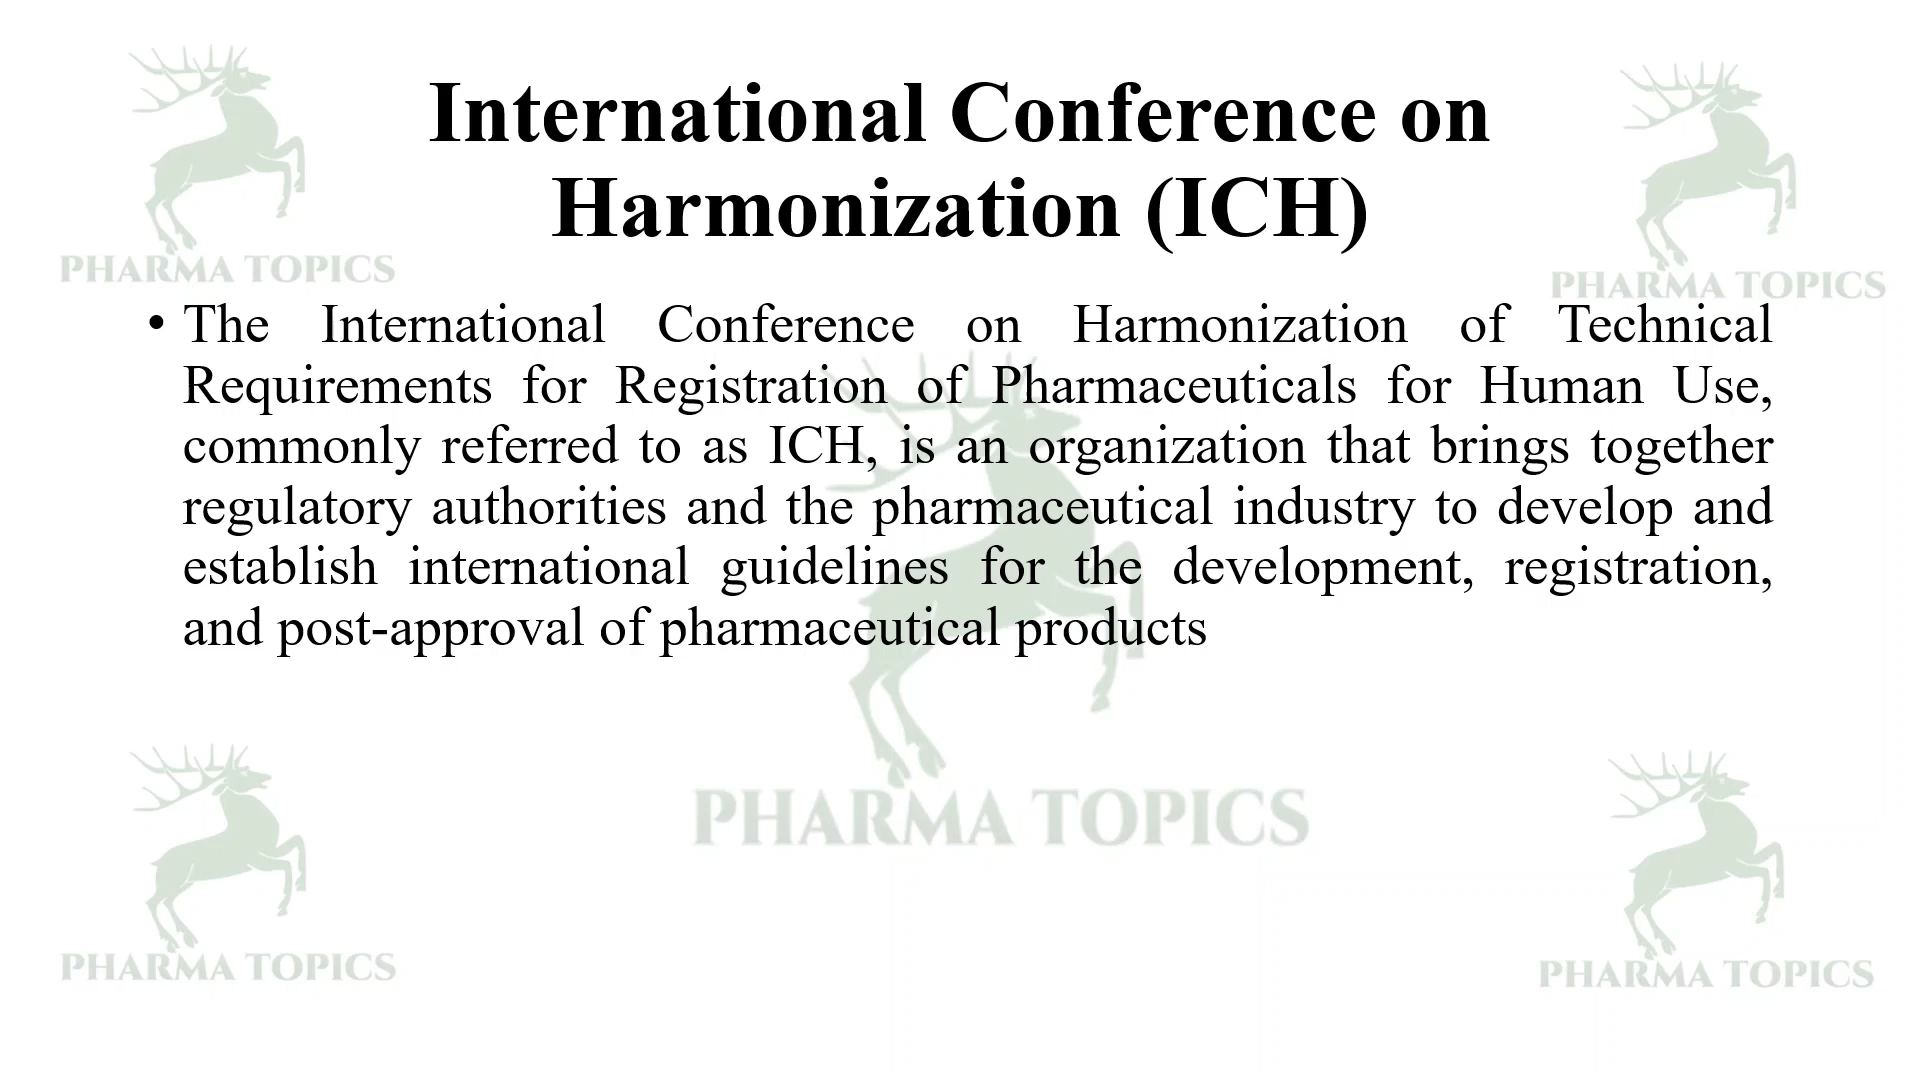 International Conference on
Harmonization (ICH)
PHARMA TOPICS
PHARMA TOPICS
• The International Conference on Harmonization of Technical
Requirements for Registration of Pharmaceuticals for Human Use,
commonly referred to as ICH, is an organization that brings together
regulatory authorities and the pharmaceutical industry to develop and
establish international guidelines for the development, registration,
and post-approval of pharmaceutical products
PHARMA TOPICS
PHARMA TOPICS
PHARMA TOPICS